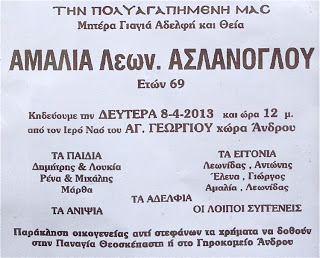 ΤΗΝ ΠΟΛΥΑΓΑΠΗΜΕΝΗ ΜΑΣ
Μητέρα Γιαγιά Αδελφή και Θεία
ΑΜΑΛΙΑ Λεων. ΑΣΛΑΝΟΓΛΟΥ
Ετών 69
Κηδεύουμε την ΔΕΥΤΕΡΑ 8-4-2013 και ώρα 12 μ.
από τον Ιερό Ναό του ΑΓ. ΓΕΩΡΓΙΟΥ χώρα Άνδρου
ΤΑ ΠΑΙΔΙΑ
Δημήτρης & Λουκία
Ρένα & Μιχάλης
Μάρθα
ΤΑ ΕΓΓΟΝΙΑ
Λεωνίδας, Αντώνης
Έλενα, Γιώργος
Αμαλία, Λεωνίδας
ΤΑ ΑΔΕΛΦΙΑ
ΤΑ ΑΝΙΨΙΑ
ΟΙ ΛΟΙΠΟΙ ΣΥΓΓΕΝΕΙΣ
Παράκληση οικογενείας αντί στεφάνων τα χρήματα να δοθούν
στην Παναγία Θεοσκέπαστη ή στο Γηροκομείο Άνδρου